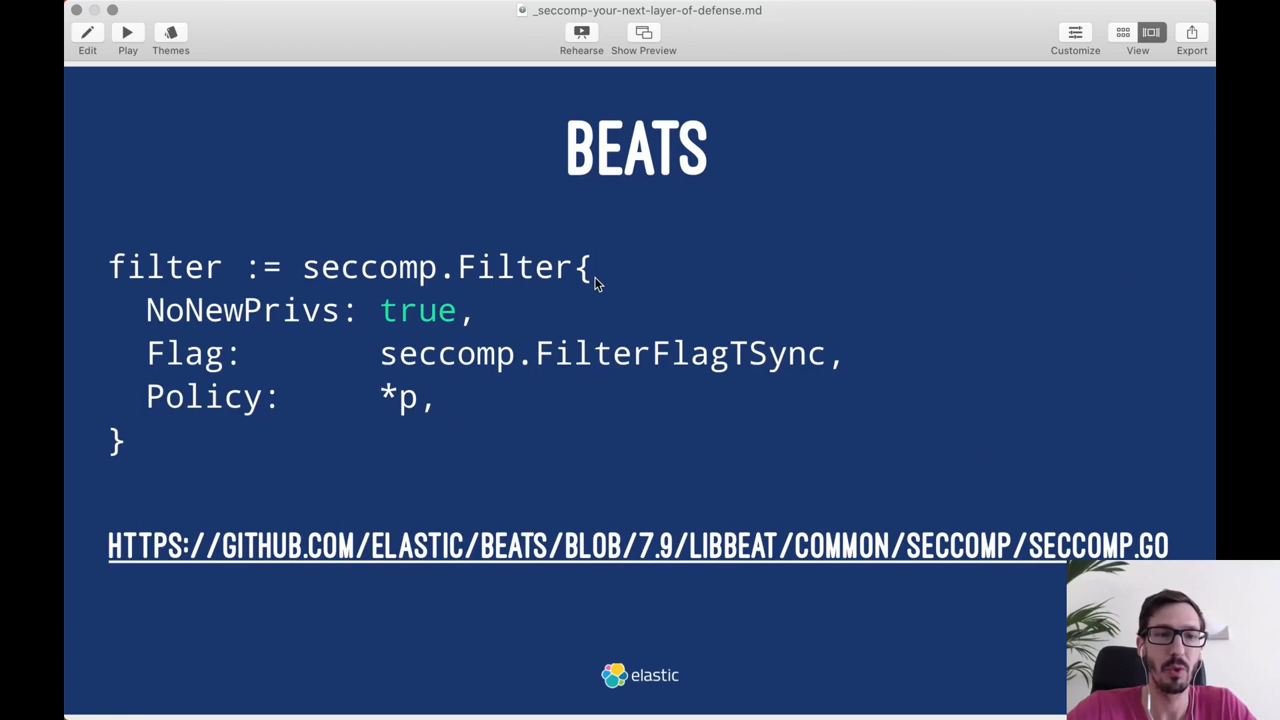 _seccomp-your-next-layer-of-defense.md
Edit Play Themes Rehearse Show Preview Customize View Export
BEATS
filter := seccomp.Filter{
NoNewPrivs: true,
Flag: seccomp.FilterFlagTSync,
Policy: *p,
}
HTTPS://GITHUB.COM/ELASTIC/BEATS/BLOB/7.9/LIBBEAT/COMMON/SECCOMP/SECCOMP.GO
elastic